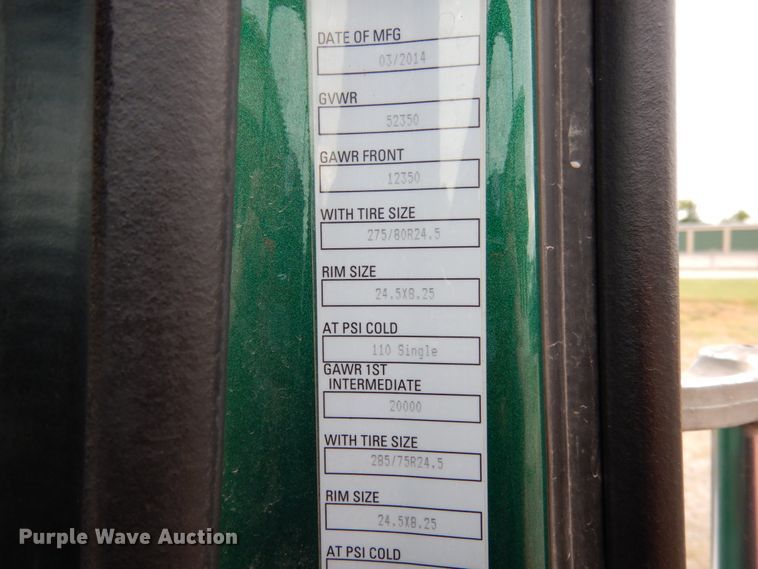 DATE OF MFG
03/2014
GVWR
52350
GAWR FRONT
12350
WITH TIRE SIZE
275/80R24.5
RIM SIZE
24.5X8.25
AT PSI COLD
110 Single
GAWR 1ST
INTERMEDIATE
20000
WITH TIRE SIZE
285/75R24.5
RIM SIZE
24.5X8.25
AT PSI COLD
Purple Wave Auction